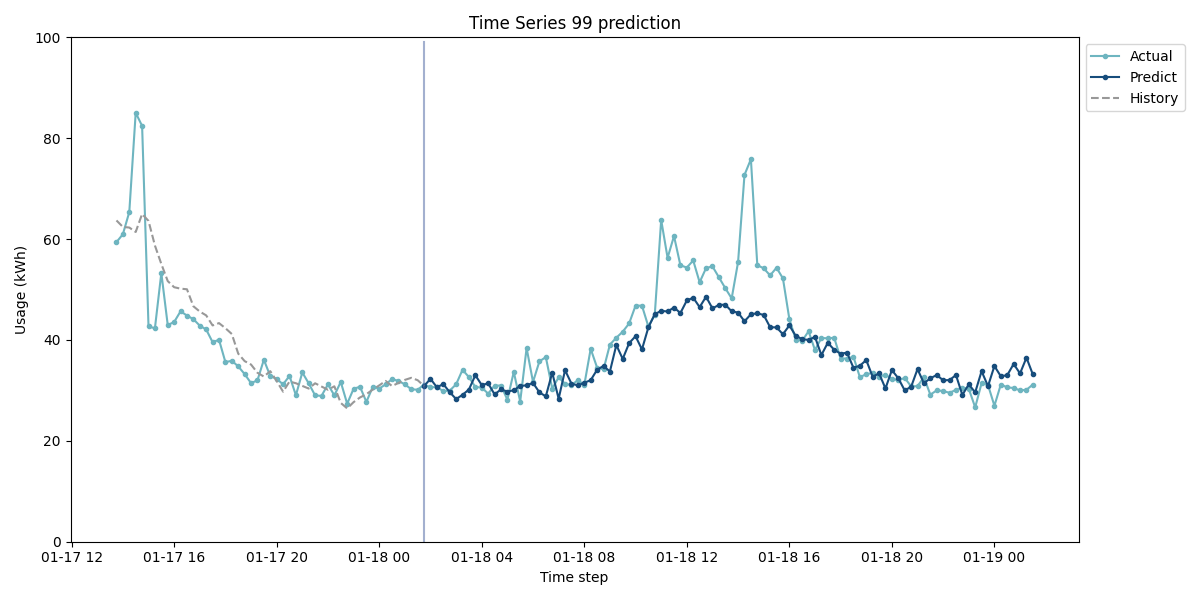 Time Series 99 prediction
100
80
60
40
20
0
Usage (kWh)
01-17 12
01-17 16
01-17 20
01-18 00
01-18 04
01-18 08
01-18 12
01-18 16
01-18 20
01-19 00
Time step
Actual
Predict
History